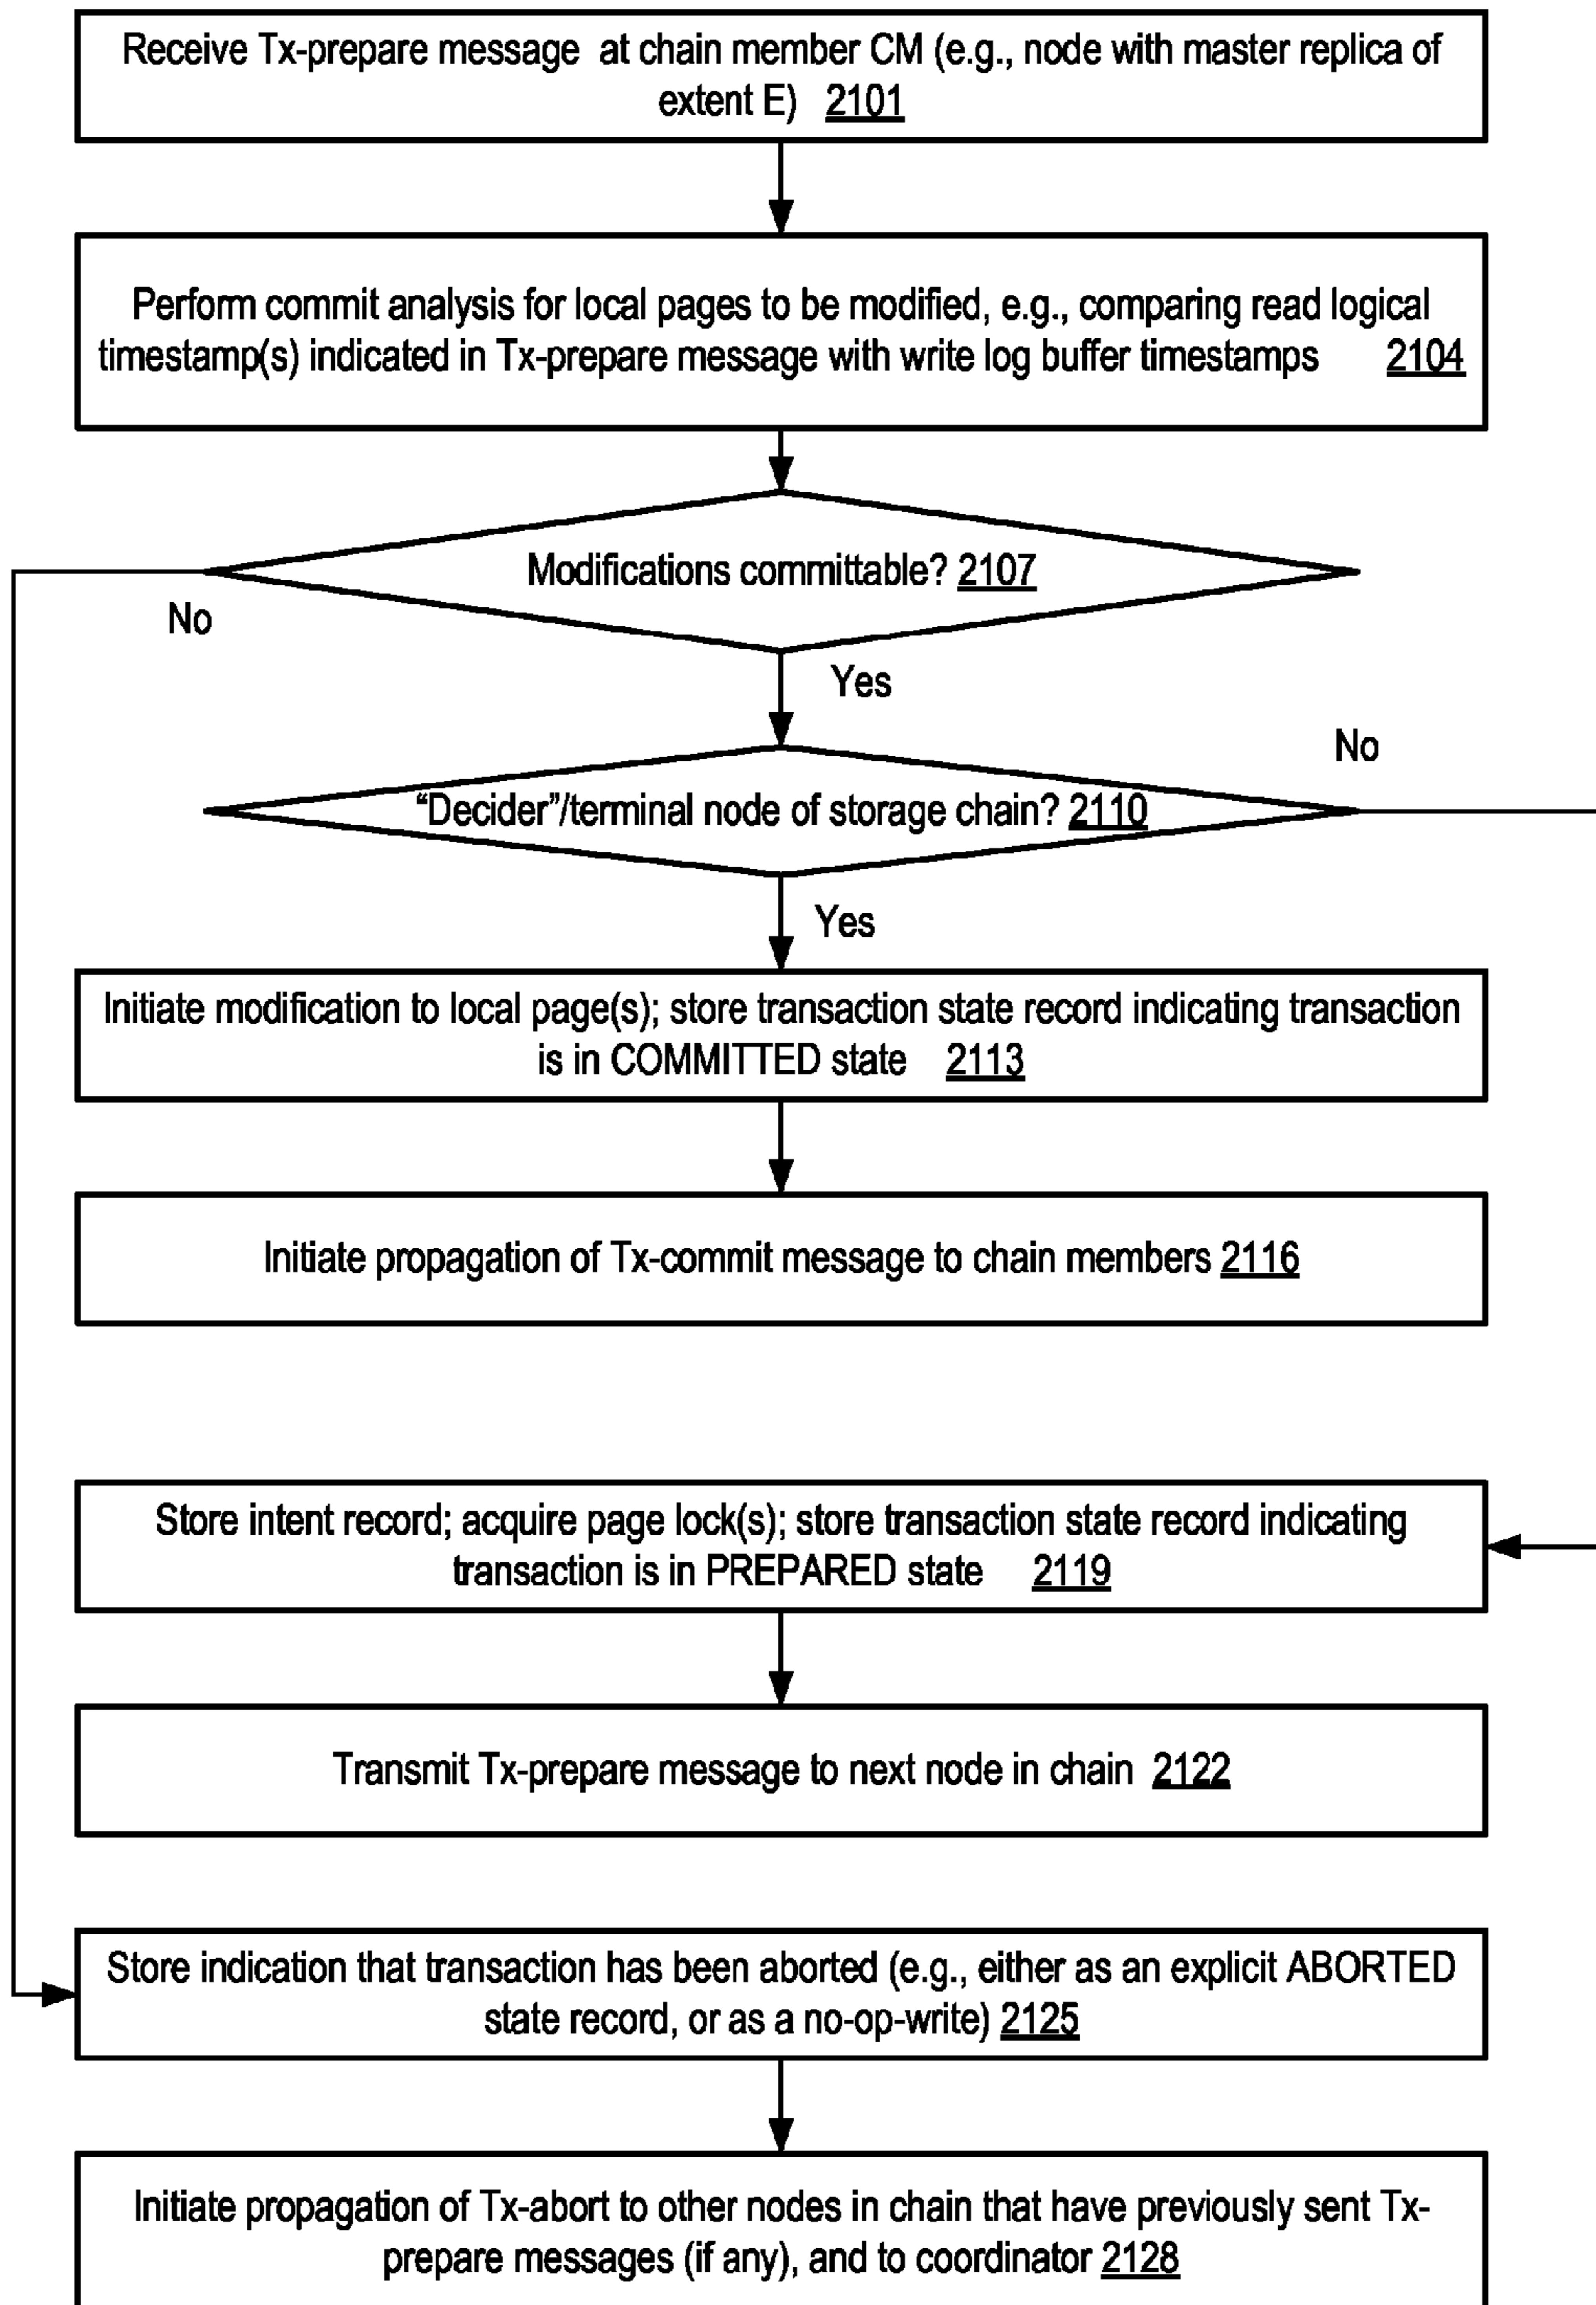 Receive Tx-prepare message at chain member CM (e.g., node with master replica of
extent E) 2101
Perform commit analysis for local pages to be modified, e.g., comparing read logical
timestamp(s) indicated in Tx-prepare message with write log buffer timestamps 2104
Modifications committable? 2107
No
Yes
No
“Decider”/terminal node of storage chain? 2110
Yes
Initiate modification to local page(s); store transaction state record indicating transaction
is in COMMITTED state 2113
Initiate propagation of Tx-commit message to chain members 2116
Store intent record; acquire page lock(s); store transaction state record indicating
transaction is in PREPARED state 2119
Transmit Tx-prepare message to next node in chain 2122
Store indication that transaction has been aborted (e.g., either as an explicit ABORTED
state record, or as a no-op-write) 2125
Initiate propagation of Tx-abort to other nodes in chain that have previously sent Tx-
prepare messages (if any), and to coordinator 2128